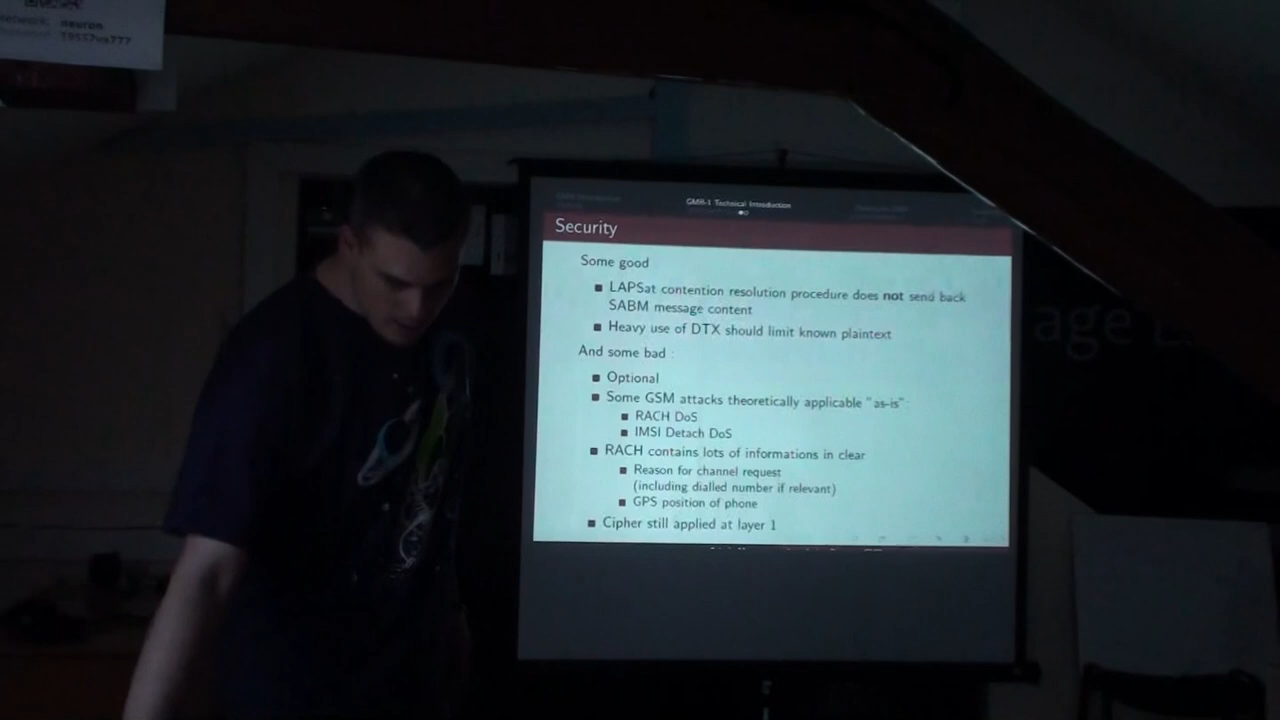 network: neuron
GMR-1 Technical Introduction
Security
Some good
LAPSat contention resolution procedure does not send back
SABM message content
Heavy use of DTX should limit known plaintext
And some bad :
Optional
Some GSM attacks theoretically applicable "as-is":
RACH DoS
IMSI Detach DoS
RACH contains lots of informations in clear
Reason for channel request
(including dialled number if relevant)
GPS position of phone
Cipher still applied at layer 1
age